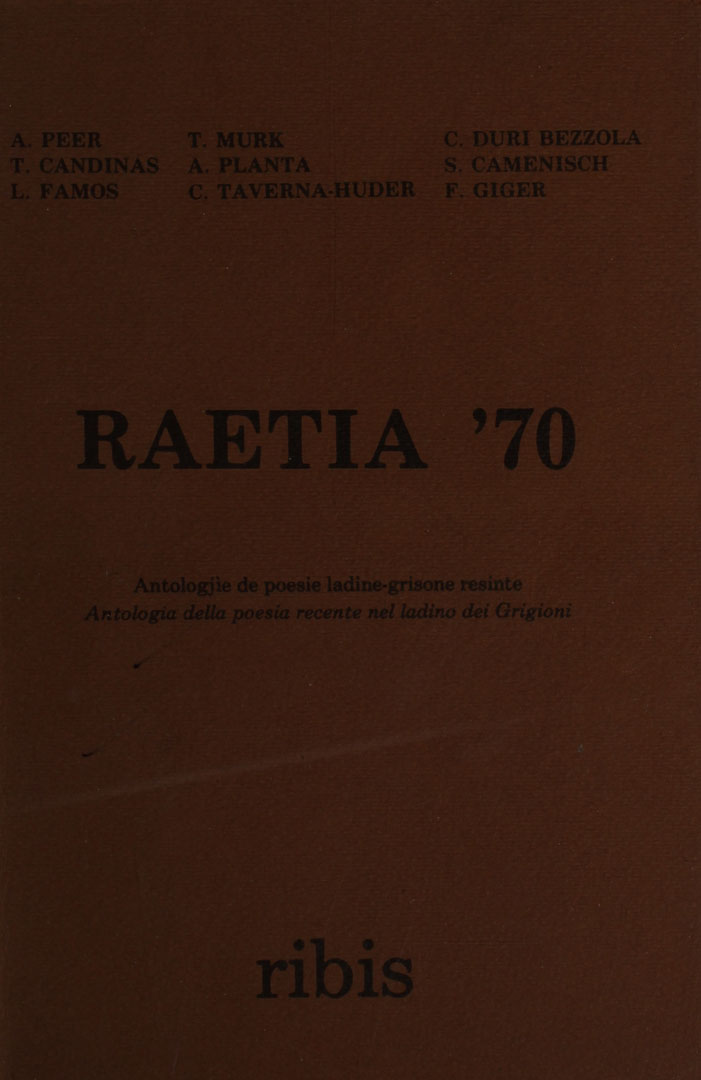 A. PEER T. MURK C. DURI BEZZOLA
T. CANDINAS A. PLANTA S. CAMENISCH
L. FAMOS C. TAVERNA-HUDER F. GIGER
RAETIA '70
Antologjie de poesie ladine-grisone resinte
Antologia della poesia recente nel ladino dei Grigioni
ribis